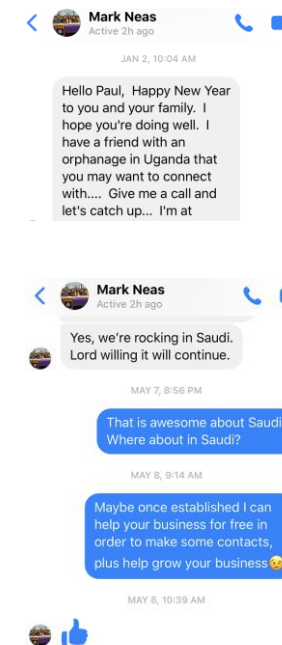 Mark Neas
Active 2h ago
JAN 2, 10:04 AM
Hello Paul, Happy New Year
to you and your family. I
hope you're doing well. I
have a friend with an
orphanage in Uganda that
you may want to connect
with.... Give me a call and
let's catch up... I'm at
Mark Neas
Active 2h ago
Yes, we're rocking in Saudi.
Lord willing it will continue.
MAY 7, 8:56 PM
That is awesome about Saudi
Where about in Saudi?
MAY 8, 9:14 AM
Maybe once established I can
help your business for free in
order to make some contacts,
plus help grow your business😉
MAY 8, 10:39 AM